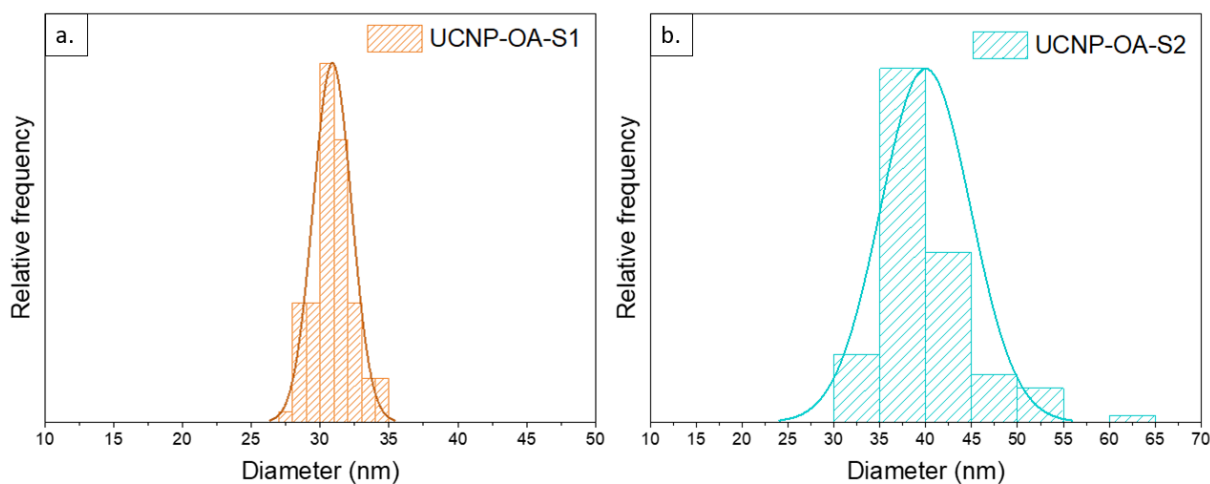 a.
UCNP-OA-S1
Relative frequency
10 15 20 25 30 35 40 45 50
Diameter (nm)
b.
UCNP-OA-S2
Relative frequency
10 15 20 25 30 35 40 45 50 55 60 65 70
Diameter (nm)